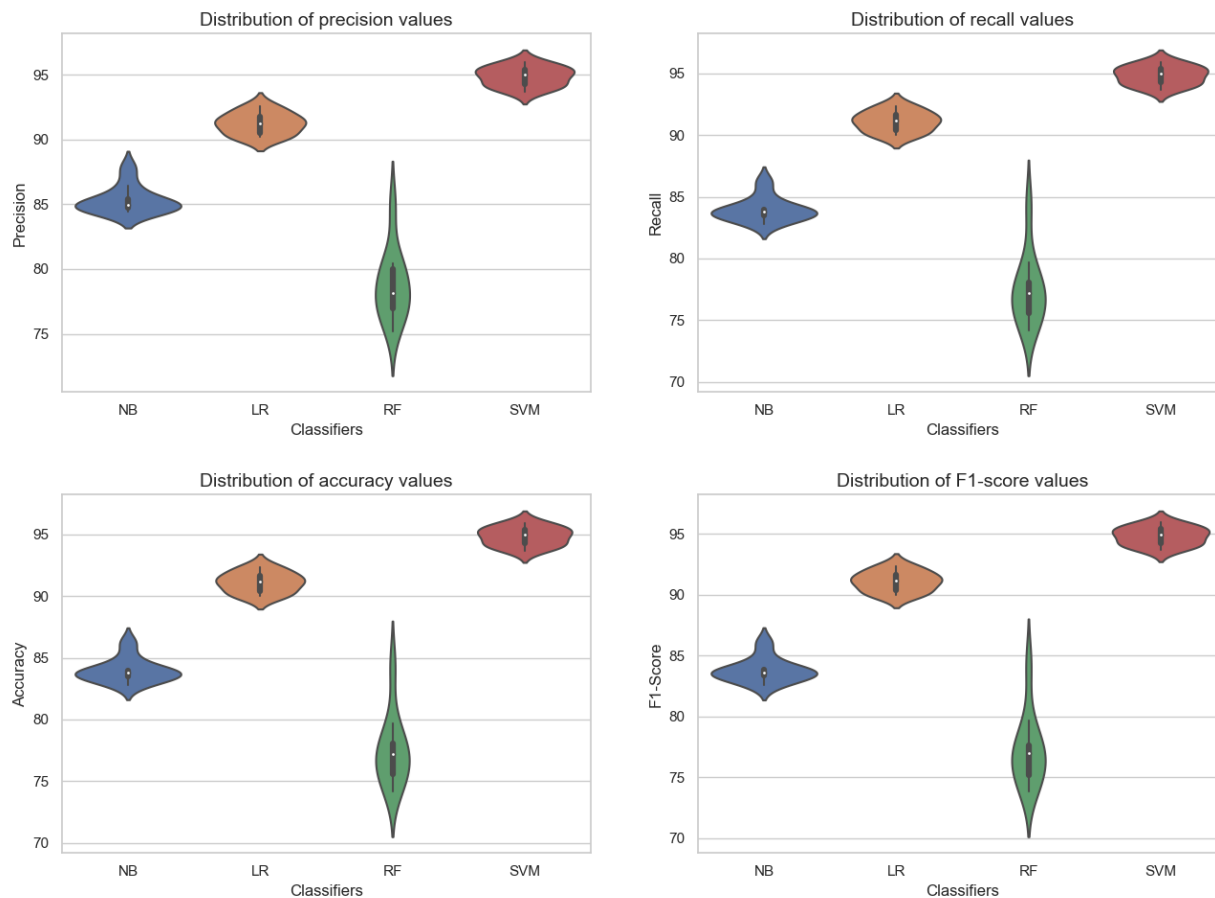 Distribution of precision values
Precision
95
90
85
80
75
NB LR RF SVM
Classifiers
Distribution of recall values
Recall
95
90
85
80
75
70
NB LR RF SVM
Classifiers
Distribution of accuracy values
Accuracy
95
90
85
80
75
70
NB LR RF SVM
Classifiers
Distribution of F1-score values
F1-Score
95
90
85
80
75
70
NB LR RF SVM
Classifiers